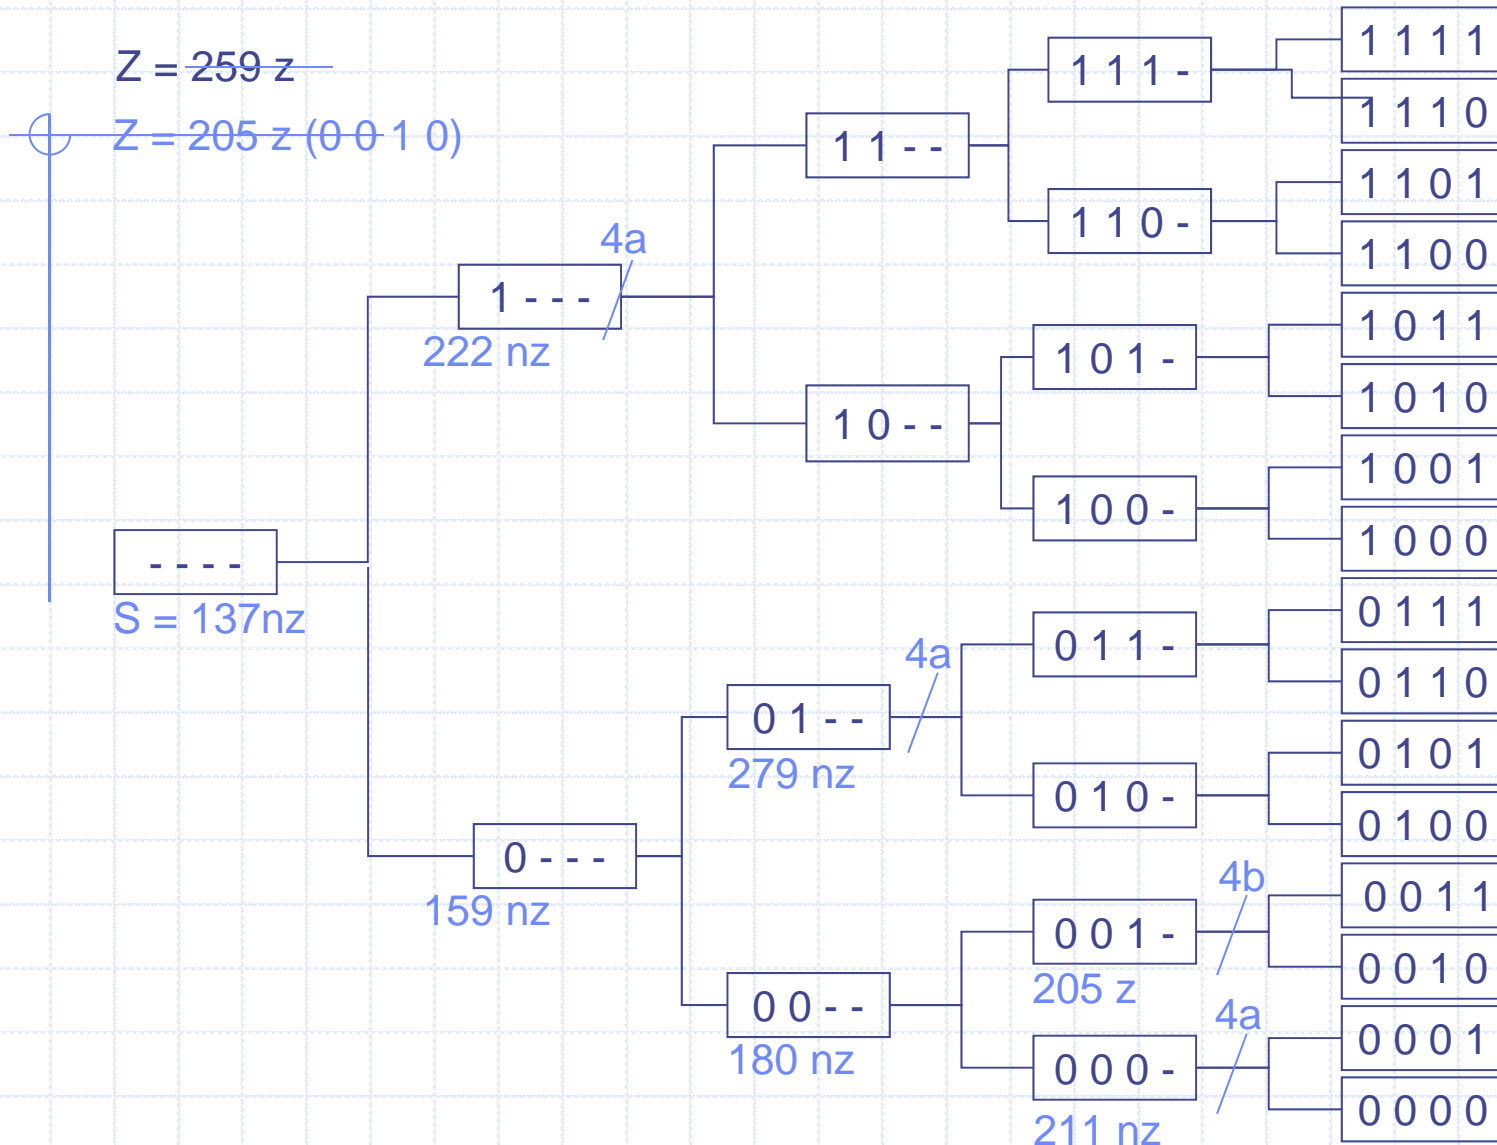 Z = 259 z
Z = 205 z (0 0 1 0)
- - - -
S = 137nz
1 - - -
4a
222 nz
0 - - -
159 nz
1 1 - -
1 0 - -
0 1 - -
4a
279 nz
0 0 - -
180 nz
1 1 1 -
1 1 0 -
1 0 1 -
1 0 0 -
0 1 1 -
0 1 0 -
0 0 1 -
4b
205 z
0 0 0 -
4a
211 nz
1 1 1 1
1 1 1 0
1 1 0 1
1 1 0 0
1 0 1 1
1 0 1 0
1 0 0 1
1 0 0 0
0 1 1 1
0 1 1 0
0 1 0 1
0 1 0 0
0 0 1 1
0 0 1 0
0 0 0 1
0 0 0 0